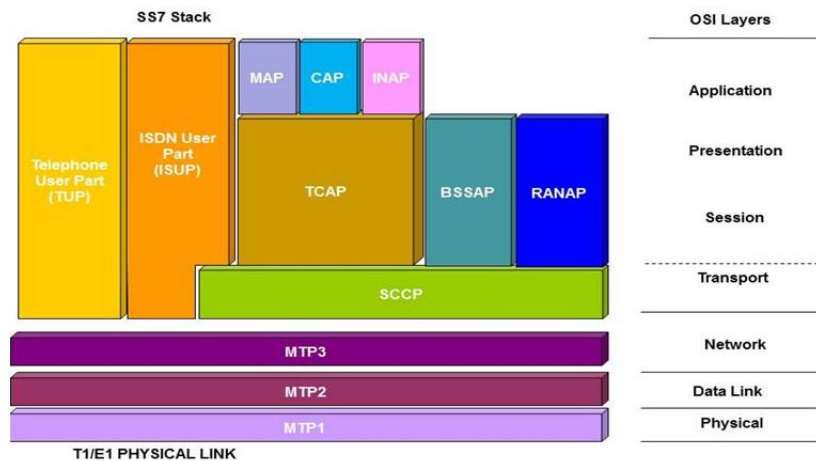 SS7 Stack
OSI Layers
MAP
CAP
INAP
Application
ISDN User
Part
(ISUP)
Telephone
User Part
(TUP)
TCAP
BSSAP
RANAP
Presentation
Session
SCCP
Transport
MTP3
Network
MTP2
Data Link
MTP1
Physical
T1/E1 PHYSICAL LINK